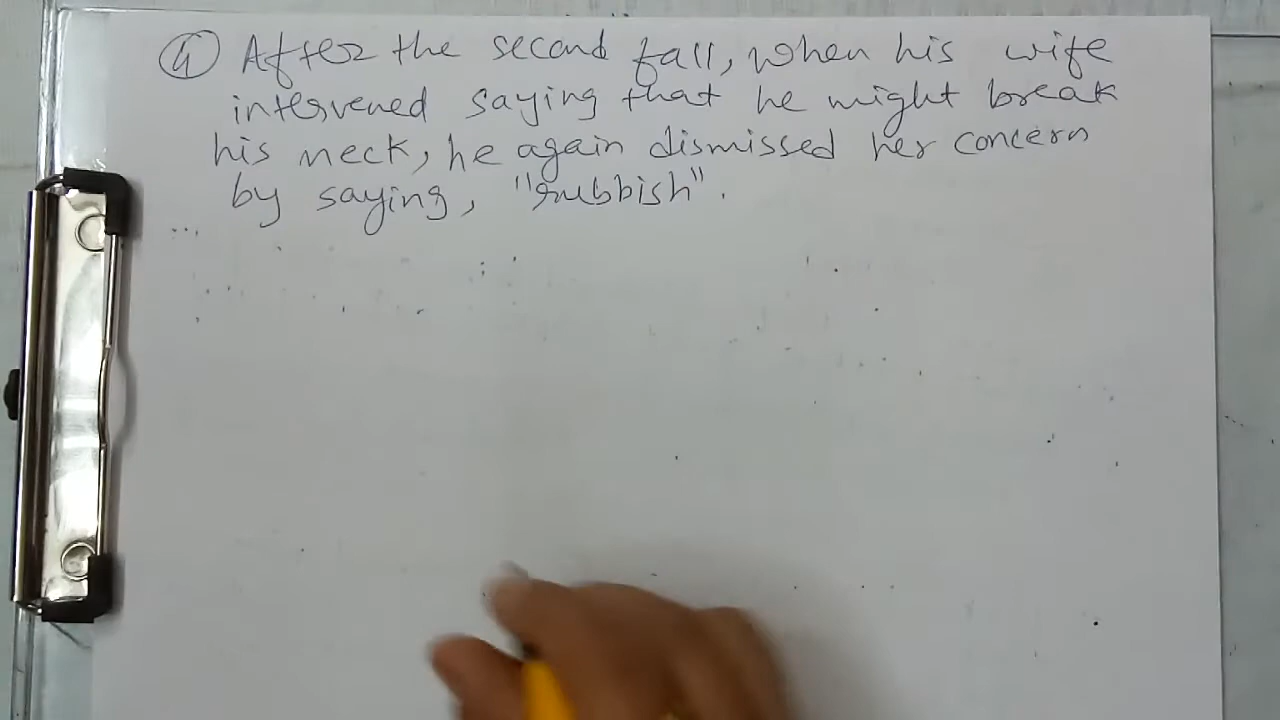 ④ After the second fall, when his wife
intervened saying that he might break
his neck, he again dismissed her concern
by saying, "rubbish".